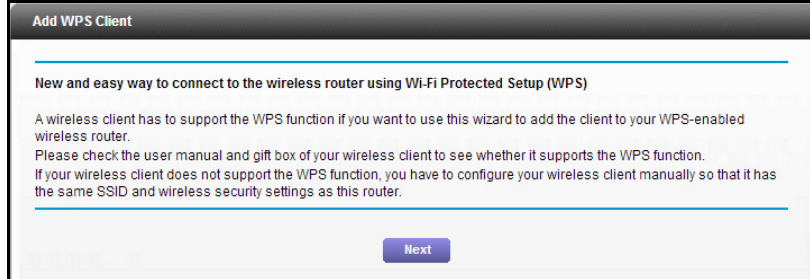 Add WPS Client
New and easy way to connect to the wireless router using Wi-Fi Protected Setup (WPS)
A wireless client has to support the WPS function if you want to use this wizard to add the client to your WPS-enabled
wireless router.
Please check the user manual and gift box of your wireless client to see whether it supports the WPS function.
If your wireless client does not support the WPS function, you have to configure your wireless client manually so that it has
the same SSID and wireless security settings as this router.
Next